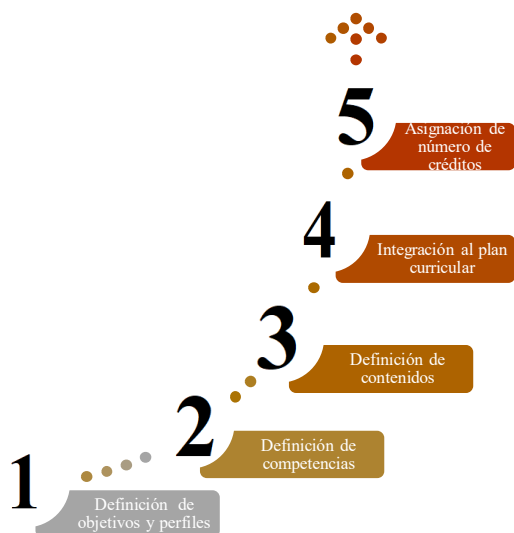 5
Asignación de
número de
créditos
4
Integración al plan
curricular
3
Definición de
contenidos
2
Definición de
competencias
1
Definición de
objetivos y perfiles